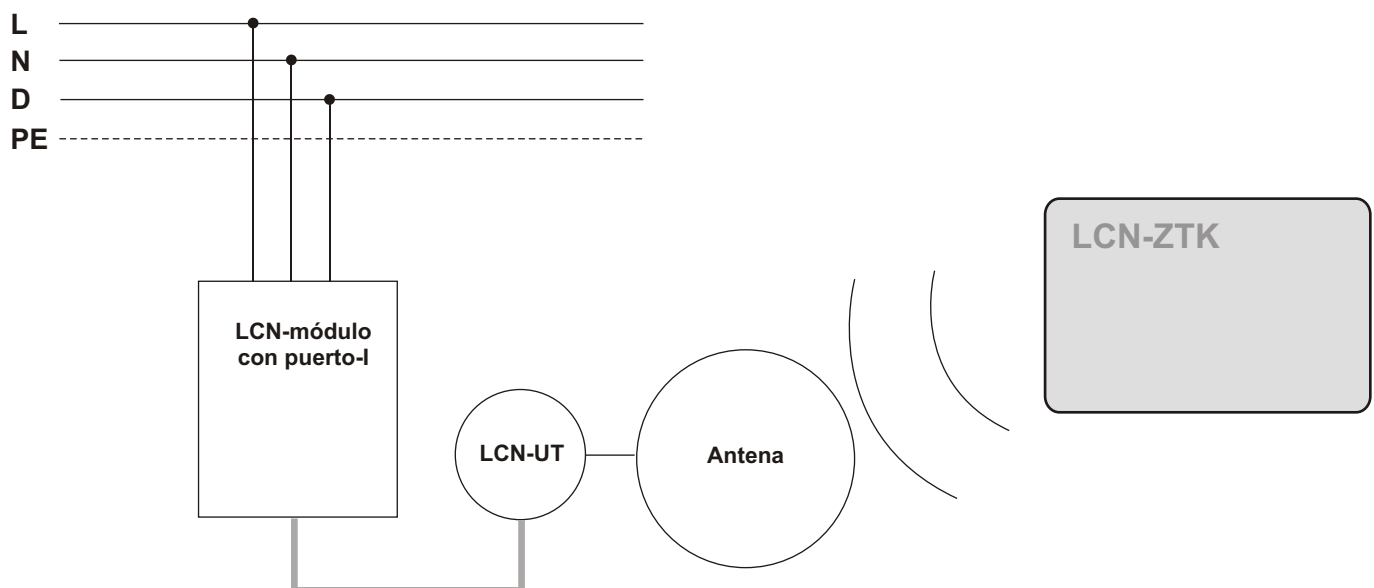 L
N
D
PE
LCN-ZTK
LCN-módulo
con puerto-I
LCN-UT
Antena